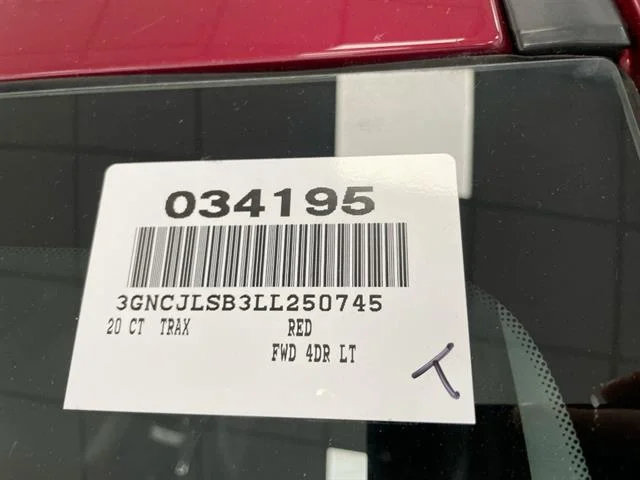 034195
3GNCJLSB3LL250745
20 CT TRAX RED
FWD 4DR LT